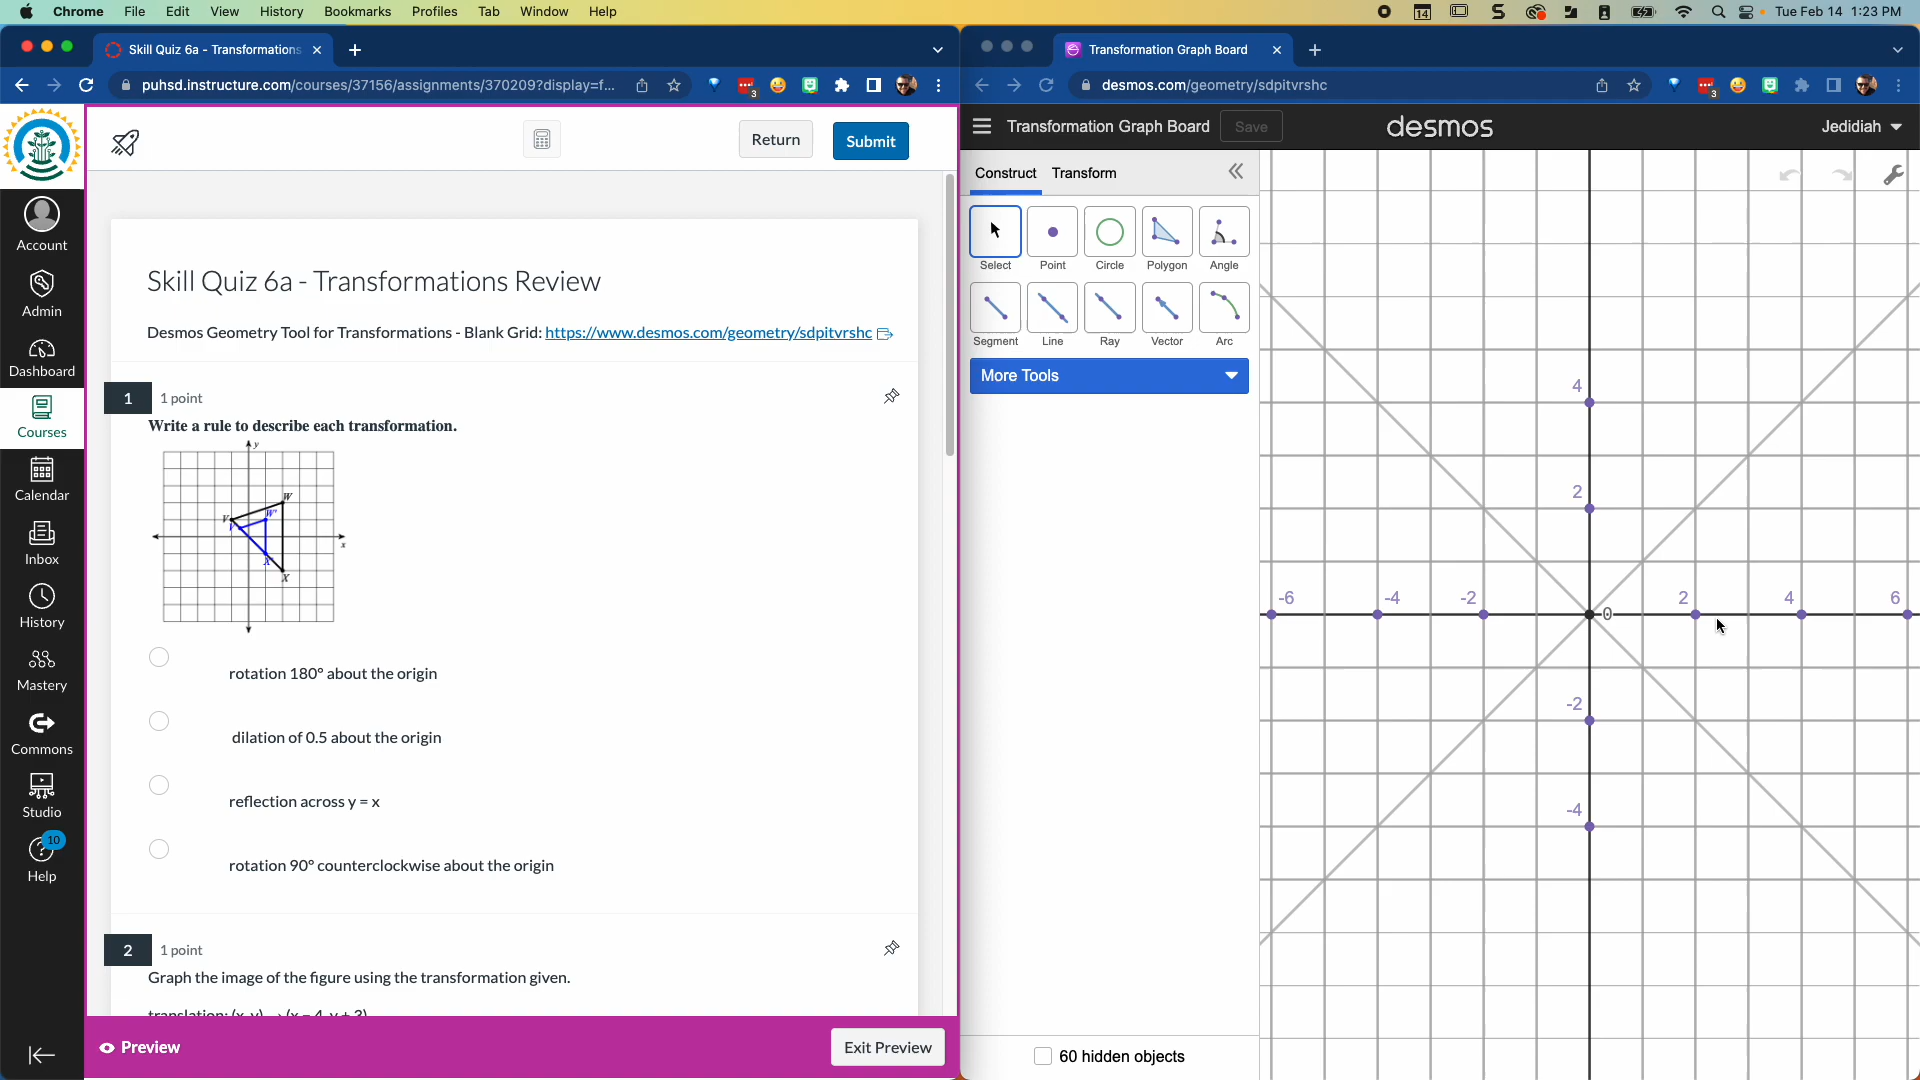 Chrome File Edit View History Bookmarks Profiles Tab Window Help
14
Tue Feb 14 1:23 PM
Skill Quiz 6a - Transformations
puhsd.instructure.com/courses/37156/assignments/370209?display=f...
3
Account
Admin
Dashboard
Courses
Calendar
Inbox
History
Mastery
Commons
Studio
10
Help
Return
Submit
Skill Quiz 6a - Transformations Review
Desmos Geometry Tool for Transformations - Blank Grid: https://www.desmos.com/geometry/sdpitvrshc
1
1 point
Write a rule to describe each transformation.
y
W
W'
V
V'
x
X'
X
rotation 180° about the origin
dilation of 0.5 about the origin
reflection across y = x
rotation 90° counterclockwise about the origin
2
1 point
Graph the image of the figure using the transformation given.
translation: (x, y) → (x − 4, y + 3)
Preview
Exit Preview
Transformation Graph Board
desmos.com/geometry/sdpitvrshc
3
Transformation Graph Board
Save
desmos
Jedidiah
Construct Transform
Select Point Circle Polygon Angle
Segment Line Ray Vector Arc
More Tools
60 hidden objects
4
2
-6 -4 -2 0 2 4 6
-2
-4